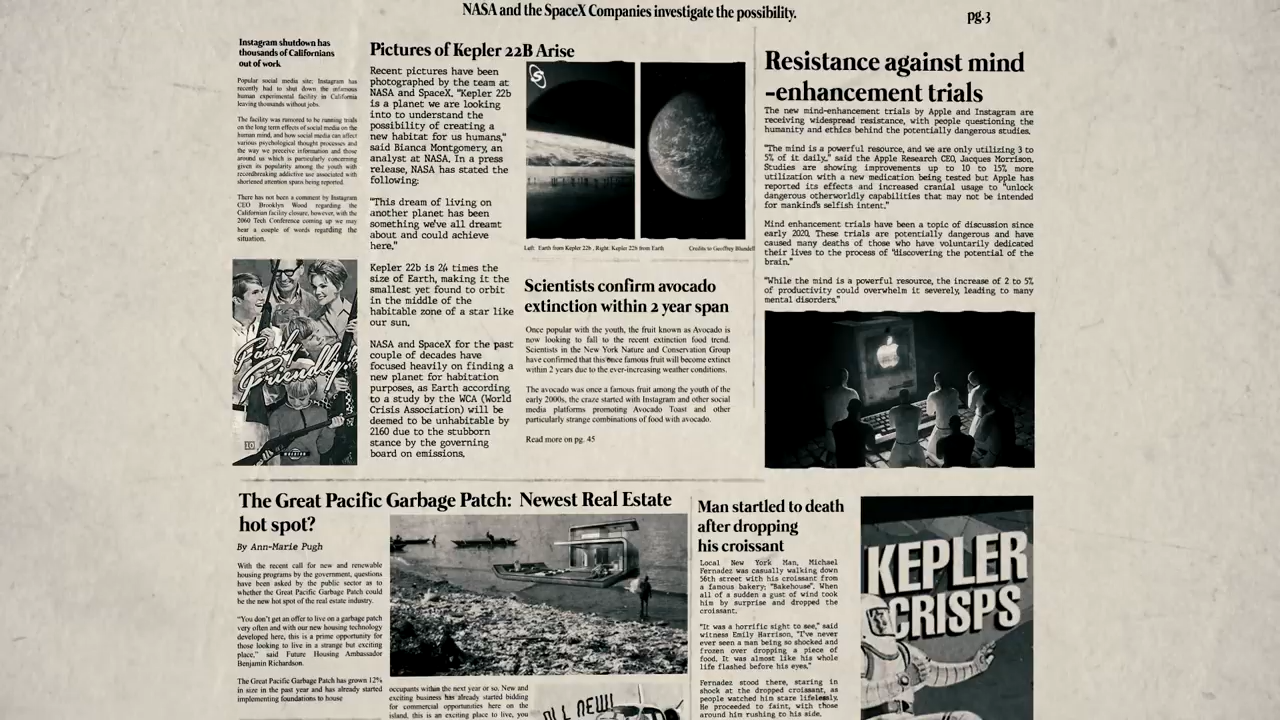 NASA and the SpaceX Companies investigate the possibility.
pg.3
Instagram shutdown has
thousands of Californians
out of work
Popular social media site; Instagram has
recently had to shut down the infamous
human experimental facility in California
leaving thousands without jobs.
The facility was rumored to be running trials
on the long term effects of social media on the
human mind, and how social media can affect
various psychological thought processes and
the way we perceive information and those
around us which is particularly concerning
given its popularity among the youth with
recordbreaking addictive use associated with
shortened attention spans being reported.
There has not been a comment by Instagram
CEO Brooklyn Wood regarding the
Californian facility closure; however, with the
2060 Tech Conference coming up we may
hear a couple of words regarding the
situation.
Family
Friendly!
10
Pictures of Kepler 22B Arise
Recent pictures have been
photographed by the team at
NASA and SpaceX. "Kepler 22b
is a planet we are looking
into to understand the
possibility of creating a
new habitat for us humans,"
said Bianca Montgomery, an
analyst at NASA. In a press
release, NASA has stated the
following:
"This dream of living on
another planet has been
something we've all dreamt
about and could achieve
here,"
Kepler 22b is 24 times the
size of Earth, making it the
smallest yet found to orbit
in the middle of the
habitable zone of a star like
our sun.
NASA and SpaceX for the past
couple of decades have
focused heavily on finding a
new planet for habitation
purposes, as Earth according
to a study by the WCA (World
Crisis Association) will be
deemed to be unhabitable by
2160 due to the stubborn
stance by the governing
board on emissions.
Left: Earth from Kepler 22b , Right: Kepler 22b from Earth
Credits to Geoffrey Blundell
Scientists confirm avocado
extinction within 2 year span
Once popular with the youth, the fruit known as Avocado is
now looking to fall to the recent extinction food trend.
Scientists in the New York Nature and Conservation Group
have confirmed that this once famous fruit will become extinct
within 2 years due to the ever-increasing weather conditions.
The avocado was once a famous fruit among the youth of the
early 2000s, the craze started with Instagram and other social
media platforms promoting Avocado Toast and other
particularly strange combinations of food with avocado.
Read more on pg. 45
Resistance against mind
-enhancement trials
The new mind-enhancement trials by Apple and Instagram are
receiving widespread resistance, with people questioning the
humanity and ethics behind the potentially dangerous studies.
"The mind is a powerful resource, and we are only utilizing 3 to
5% of it daily," said the Apple Research CEO, Jacques Morrison.
Studies are showing improvements up to 10 to 15% more
utilization with a new medication being tested but Apple has
reported its effects and increased cranial usage to "unlock
dangerous otherworldly capabilities that may not be intended
for mankind's selfish intent."
Mind enhancement trials have been a topic of discussion since
early 2020. These trials are potentially dangerous and have
caused many deaths of those who have voluntarily dedicated
their lives to the process of "discovering the potential of the
brain."
"While the mind is a powerful resource, the increase of 2 to 5%
of productivity could overwhelm it severely, leading to many
mental disorders."
The Great Pacific Garbage Patch: Newest Real Estate
hot spot?
By Ann-Marie Pugh
With the recent call for new and renewable
housing programs by the government, questions
have been asked by the public sector as to
whether the Great Pacific Garbage Patch could
be the new hot spot of the real estate industry.
"You don't get an offer to live on a garbage patch
very often and with our new housing technology
developed here, this is a prime opportunity for
those looking to live in a strange but exciting
place," said Future Housing Ambassador
Benjamin Richardson.
The Great Pacific Garbage Patch has grown 12%
in size in the past year and has already started
implementing foundations to house
occupants within the next year or so. New and
exciting business has already started bidding
for commercial opportunities here on the
island, this is an exciting place to live, you
ALL NEW!
Man startled to death
after dropping
his croissant
Local New York Man, Michael
Fernadez was casually walking down
56th street with his croissant from
a famous bakery; "Bakehouse". When
all of a sudden a gust of wind took
him by surprise and dropped the
croissant.
"It was a horrific sight to see," said
witness Emily Harrison, "I've never
ever seen a man being so shocked and
frozen over dropping a piece of
food. It was almost like his whole
life flashed before his eyes."
Fernadez stood there, staring in
shock at the dropped croissant, as
people watched him stare lifelessly.
He proceeded to faint, with those
around him rushing to his side.
KEPLER
CRISPS